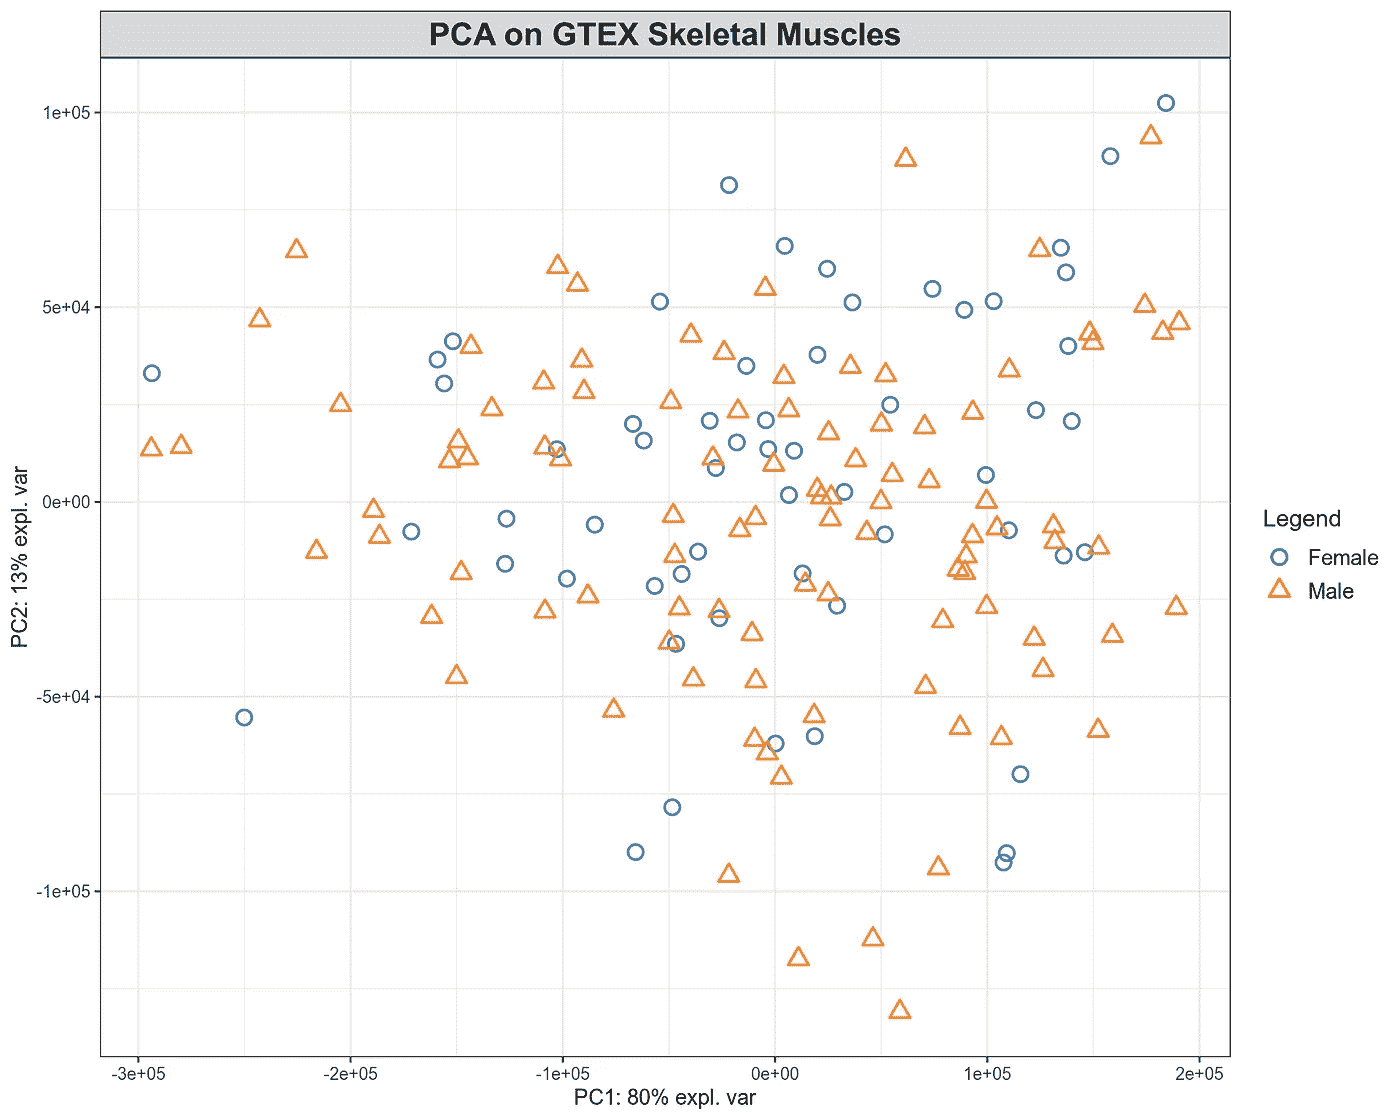 PCA on GTEX Skeletal Muscles
1e+05
5e+04
0e+00
-5e+04
-1e+05
PC2: 13% expl. var
-3e+05
-2e+05
-1e+05
0e+00
1e+05
2e+05
PC1: 80% expl. var
Legend
Female
Male